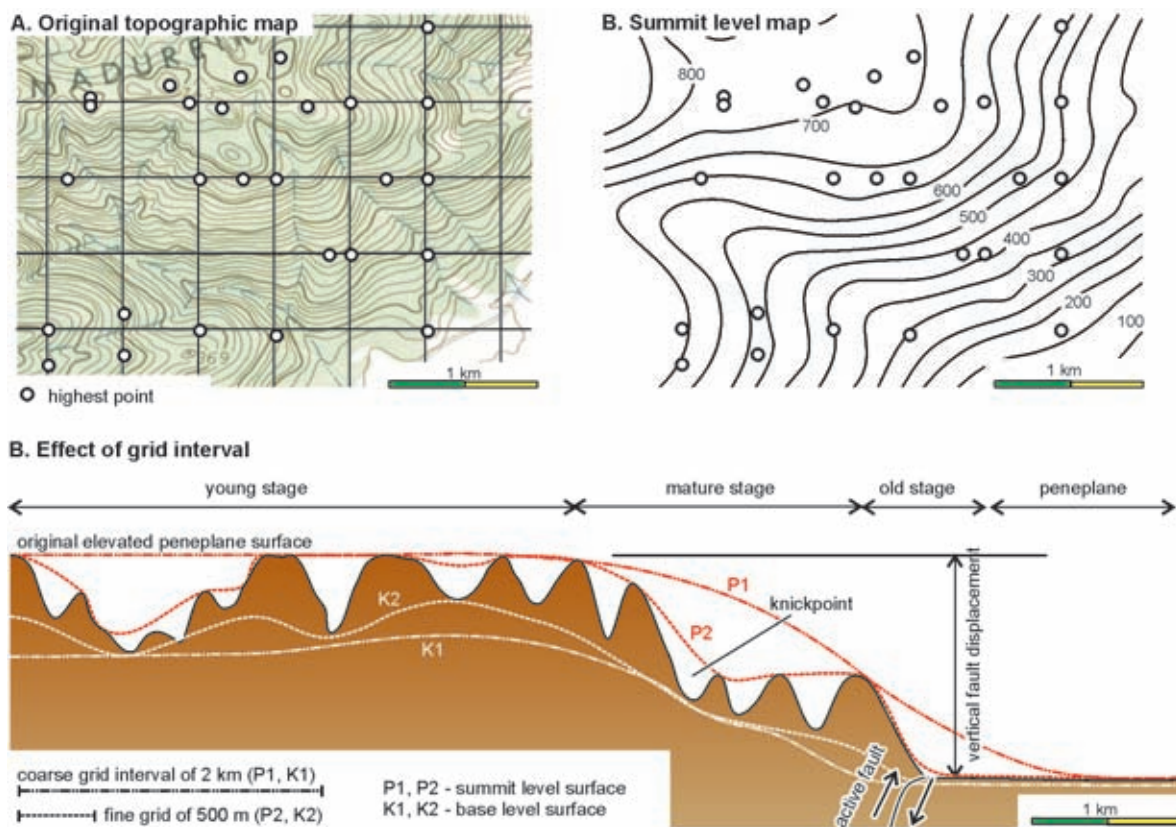 A. Original topographic map
MADUREI
369
1 km
highest point
B. Summit level map
800
700
600
500
400
300
200
100
1 km
B. Effect of grid interval
young stage
mature stage
old stage
peneplane
original elevated peneplane surface
P1
K2
knickpoint
P2
K1
vertical fault displacement
coarse grid interval of 2 km (P1, K1)
fine grid of 500 m (P2, K2)
P1, P2 - summit level surface
K1, K2 - base level surface
active fault
1 km